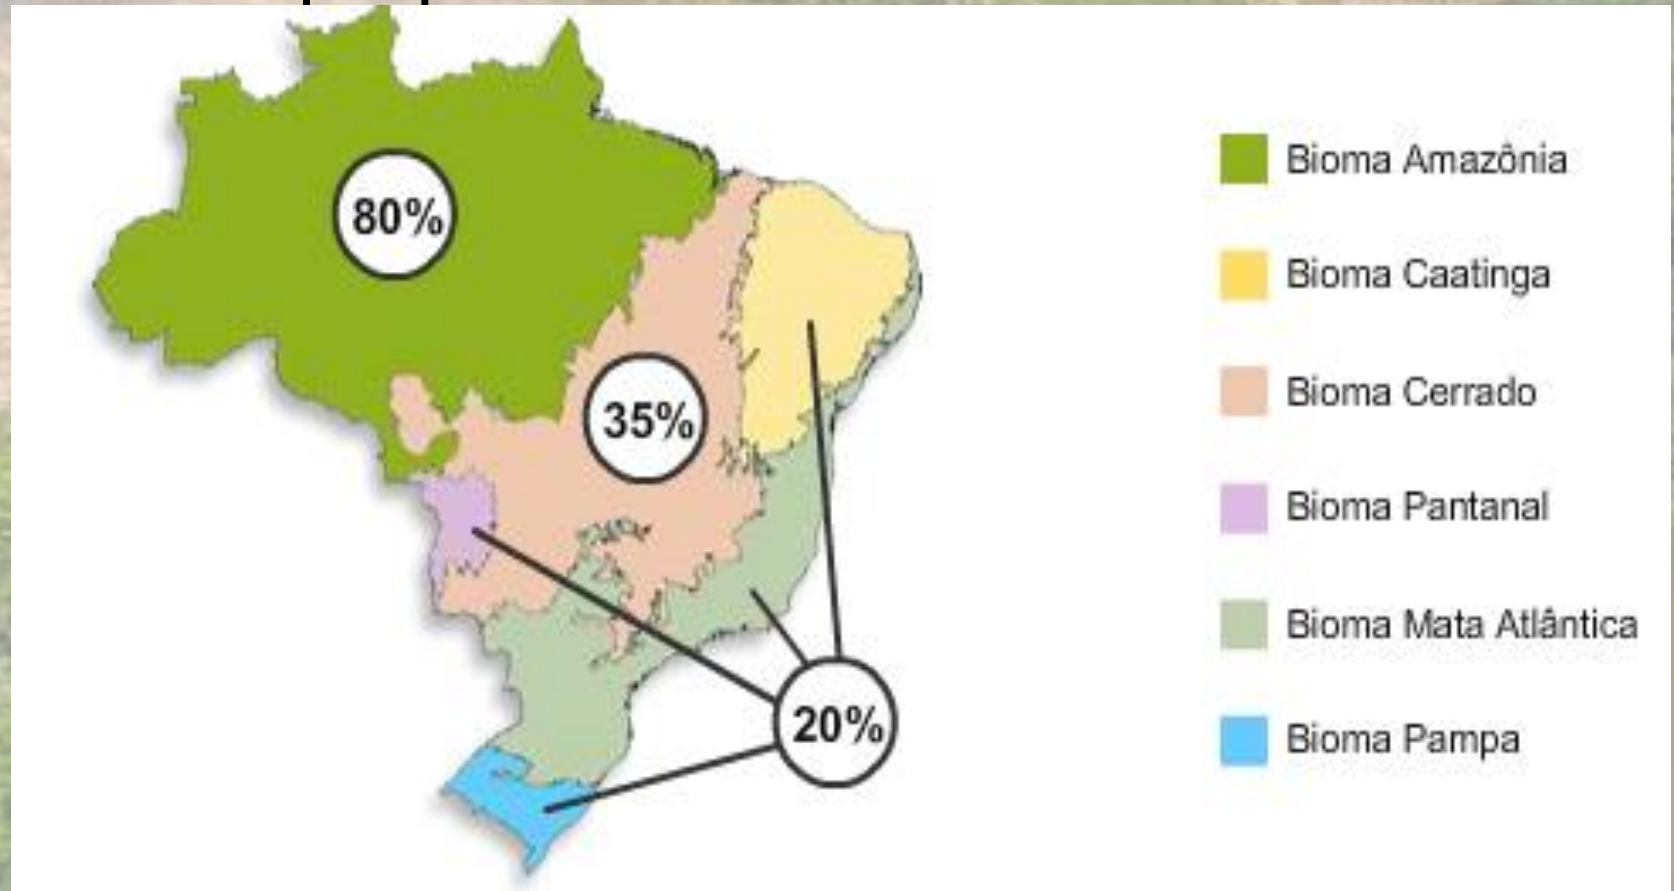 80%
35%
20%
Bioma Amazônia
Bioma Caatinga
Bioma Cerrado
Bioma Pantanal
Bioma Mata Atlântica
Bioma Pampa